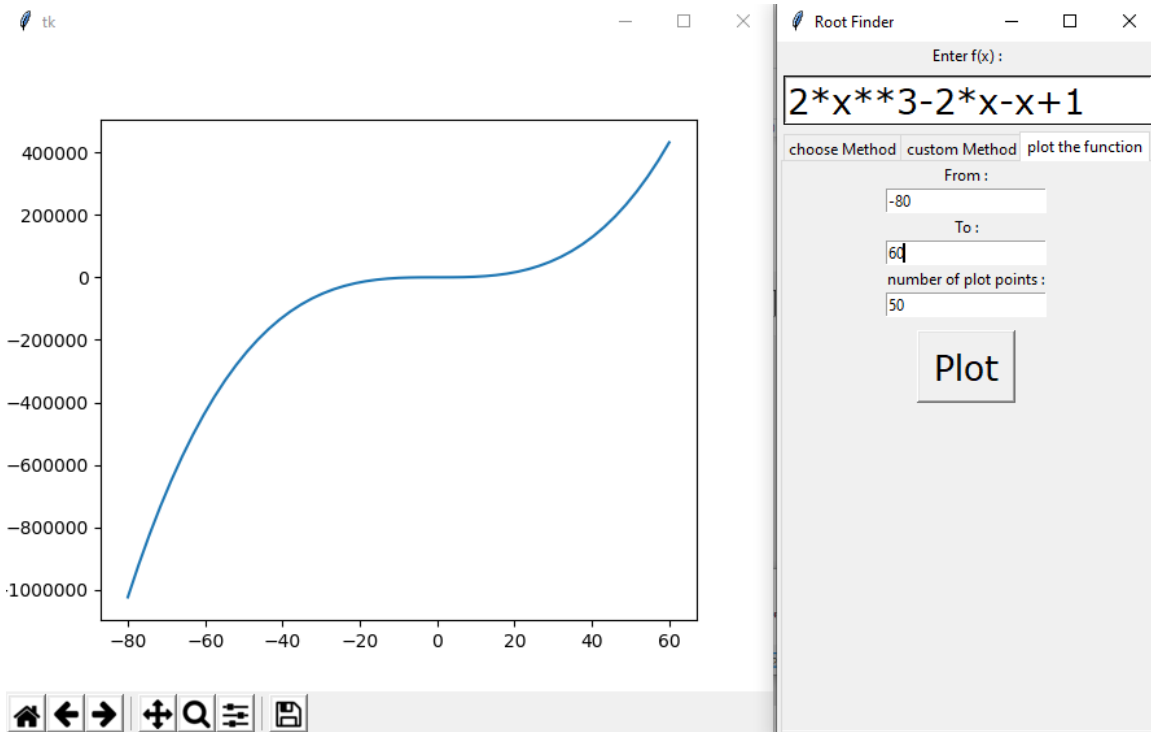 tk
400000
200000
0
−200000
−400000
−600000
−800000
1000000
−80 −60 −40 −20 0 20 40 60
Root Finder
Enter f(x) :
2*x**3-2*x-x+1
choose Method custom Method plot the function
From :
-80
To :
60
number of plot points :
50
Plot